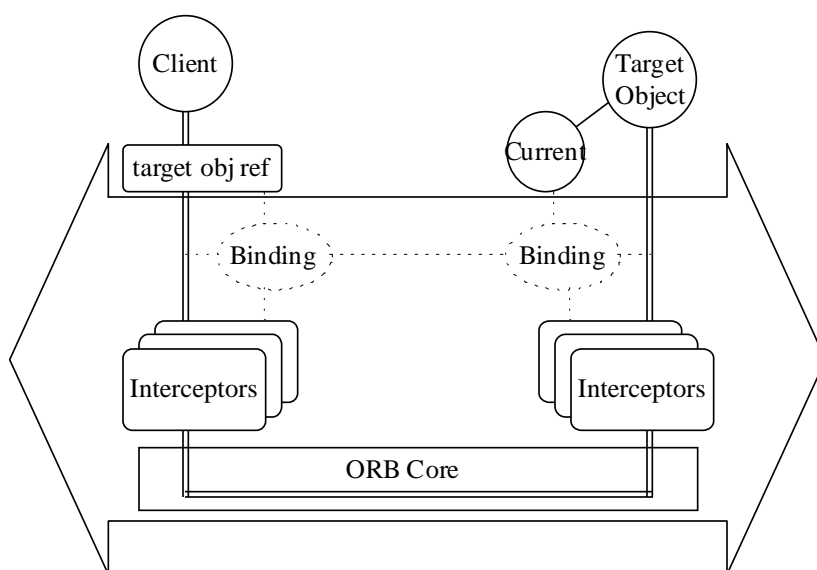 Client
Target
Object
Current
target obj ref
Binding
Binding
Interceptors
Interceptors
ORB Core